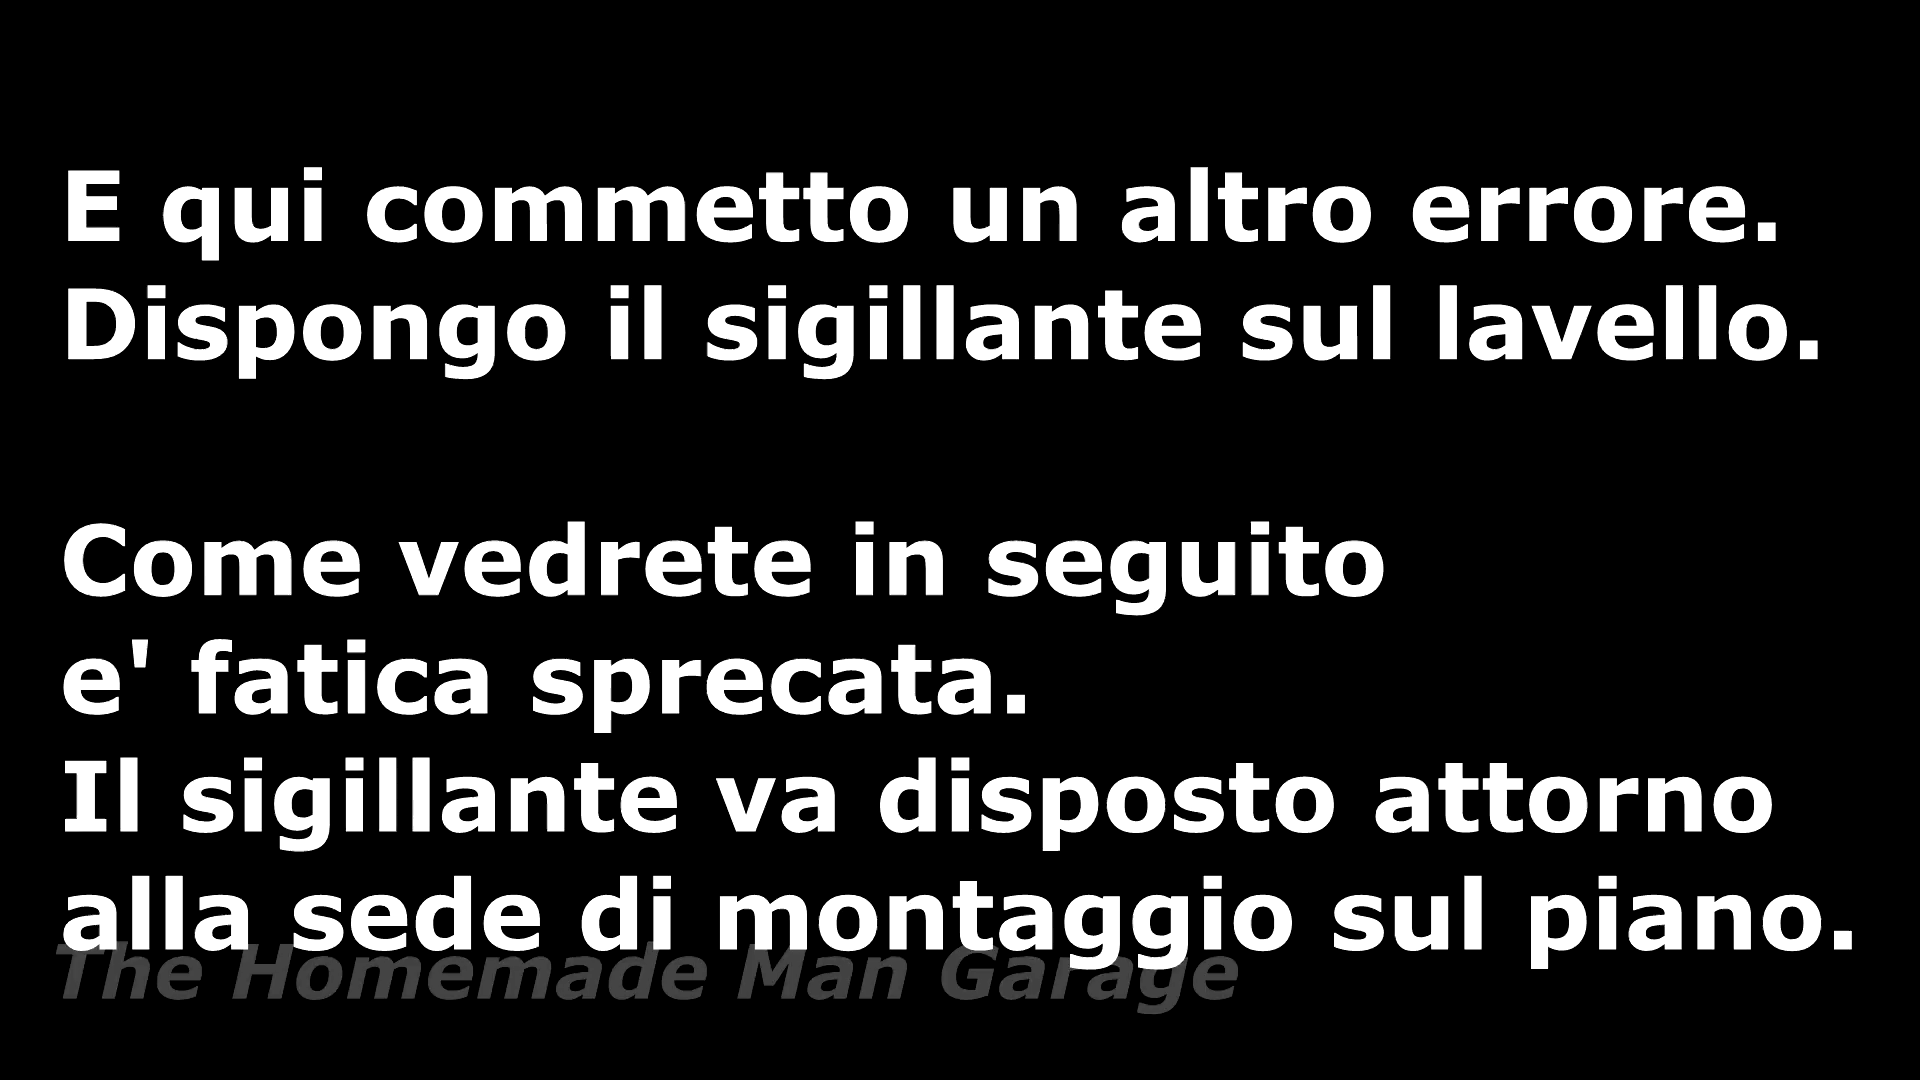 E qui commetto un altro errore.
Dispongo il sigillante sul lavello.
Come vedrete in seguito
e' fatica sprecata.
Il sigillante va disposto attorno
alla sede di montaggio sul piano.
The Homemade Man Garage